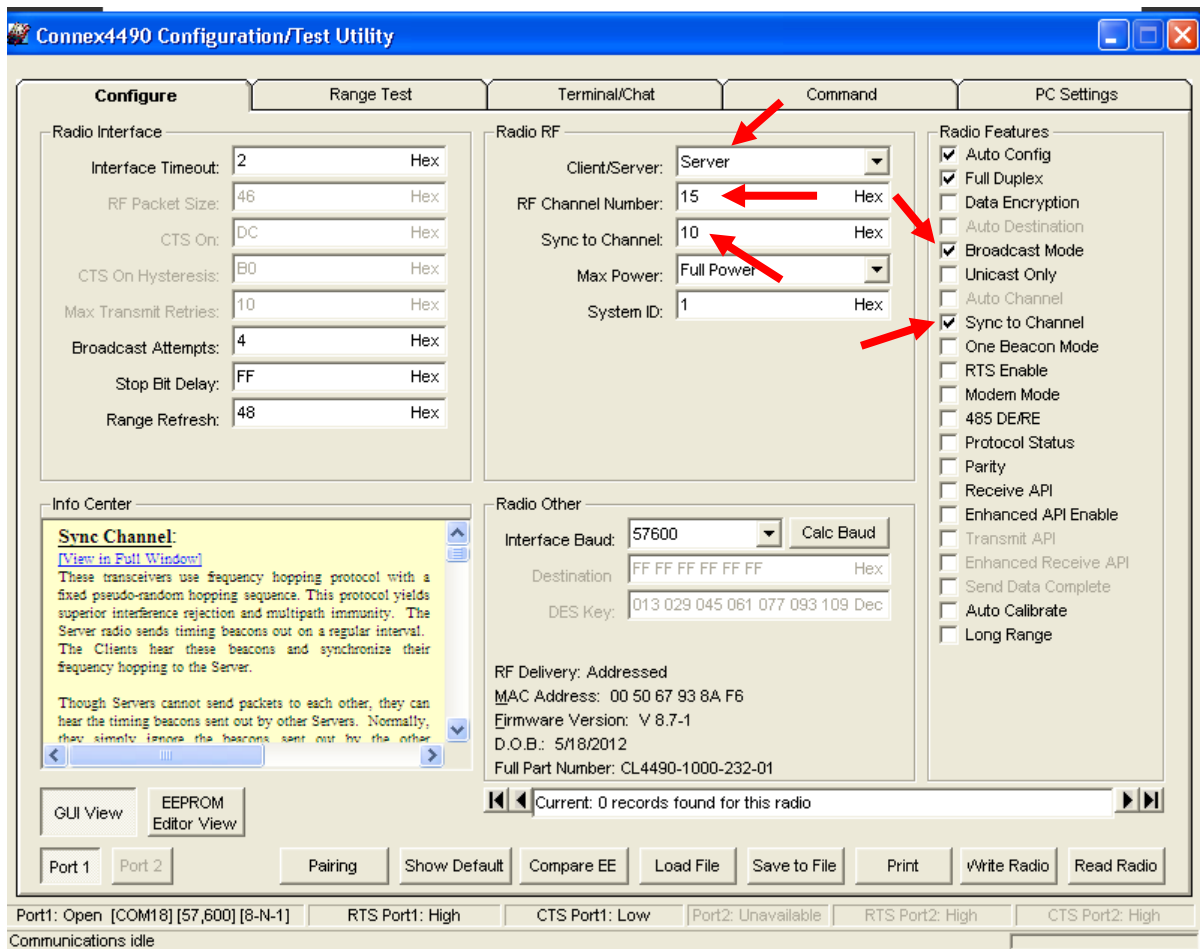 Connex4490 Configuration/Test Utility
Configure
Range Test
Terminal/Chat
Command
PC Settings
Radio Interface
Interface Timeout: 2 Hex
RF Packet Size: 46 Hex
CTS On: DC Hex
CTS On Hysteresis: B0 Hex
Max Transmit Retries: 10 Hex
Broadcast Attempts: 4 Hex
Stop Bit Delay: FF Hex
Range Refresh: 48 Hex
Radio RF
Client/Server: Server
RF Channel Number: 15 Hex
Sync to Channel: 10 Hex
Max Power: Full Power
System ID: 1 Hex
Radio Features
Auto Config
Full Duplex
Data Encryption
Auto Destination
Broadcast Mode
Unicast Only
Auto Channel
Sync to Channel
One Beacon Mode
RTS Enable
Modem Mode
485 DE/RE
Protocol Status
Parity
Receive API
Enhanced API Enable
Transmit API
Enhanced Receive API
Send Data Complete
Auto Calibrate
Long Range
Info Center
Sync Channel:
[View in Full Window]
These transceivers use frequency hopping protocol with a
fixed pseudo-random hopping sequence. This protocol yields
superior interference rejection and multipath immunity. The
Server radio sends timing beacons out on a regular interval.
The Clients hear these beacons and synchronize their
frequency hopping to the Server.
Though Servers cannot send packets to each other, they can
hear the timing beacons sent out by other Servers. Normally,
they simply ignore the beacons sent out by the other
Radio Other
Interface Baud: 57600 Calc Baud
Destination FF FF FF FF FF FF Hex
DES Key: 013 029 045 061 077 093 109 Dec
RF Delivery: Addressed
MAC Address: 00 50 67 93 8A F6
Firmware Version: V 8.7-1
D.O.B.: 5/18/2012
Full Part Number: CL4490-1000-232-01
GUI View
EEPROM
Editor View
Current: 0 records found for this radio
Port 1
Port 2
Pairing
Show Default
Compare EE
Load File
Save to File
Print
Write Radio
Read Radio
Port1: Open [COM18] [57,600] [8-N-1]
RTS Port1: High
CTS Port1: Low
Port2: Unavailable
RTS Port2: High
CTS Port2: High
Communications idle